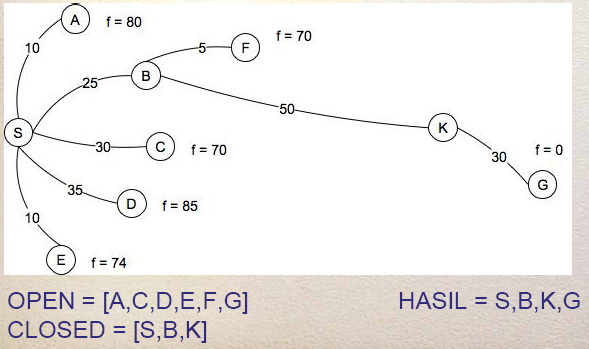 A f = 80
10
5 F f = 70
25 B
50
S K
30 C f = 70 30 f = 0
35 G
D f = 85
10
E f = 74
OPEN = [A,C,D,E,F,G] HASIL = S,B,K,G
CLOSED = [S,B,K]